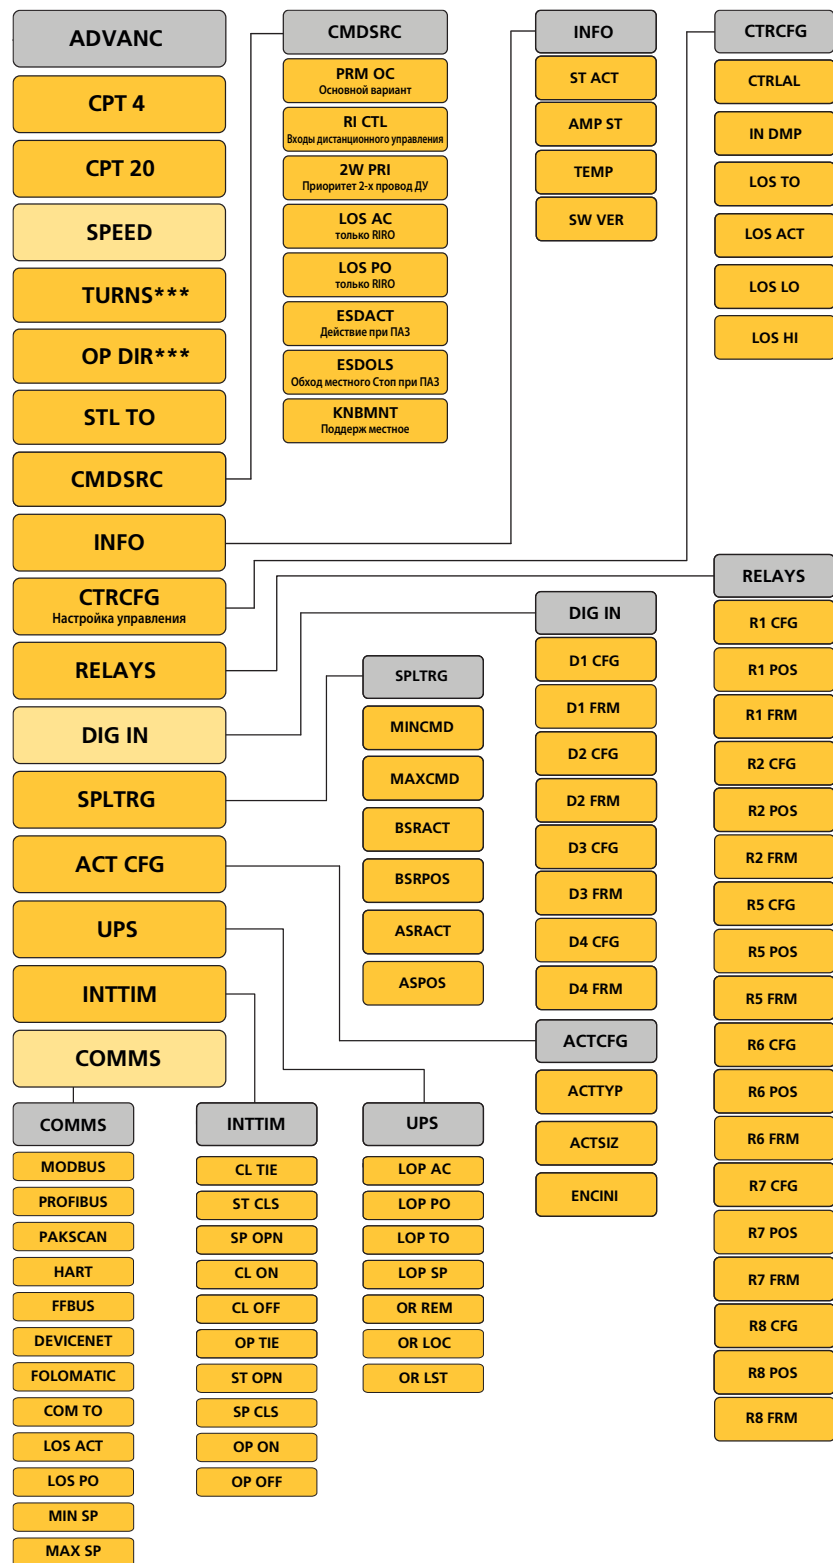 ADVANC
CPT 4
CPT 20
SPEED
TURNS***
OP DIR***
STL TO
CMDSRC
INFO
CTRCFG
Настройка управления
RELAYS
DIG IN
SPLTRG
ACT CFG
UPS
INTTIM
COMMS
CMDSRC
PRM OC
Основной вариант
RI CTL
Входы дистанционного управления
2W PRI
Приоритет 2-х провод ДУ
LOS AC
только RIRO
LOS PO
только RIRO
ESDACT
Действие при ПАЗ
ESDOLS
Обход местного Стоп при ПАЗ
KNBMNT
Поддерж местное
INFO
ST ACT
AMP ST
TEMP
SW VER
CTRCFG
CTRLAL
IN DMP
LOS TO
LOS ACT
LOS LO
LOS HI
RELAYS
R1 CFG
R1 POS
R1 FRM
R2 CFG
R2 POS
R2 FRM
R5 CFG
R5 POS
R5 FRM
R6 CFG
R6 POS
R6 FRM
R7 CFG
R7 POS
R7 FRM
R8 CFG
R8 POS
R8 FRM
DIG IN
D1 CFG
D1 FRM
D2 CFG
D2 FRM
D3 CFG
D3 FRM
D4 CFG
D4 FRM
SPLTRG
MINCMD
MAXCMD
BSRACT
BSRPOS
ASRACT
ASPOS
ACTCFG
ACTTYP
ACTSIZ
ENCINI
COMMS
MODBUS
PROFIBUS
PAKSCAN
HART
FFBUS
DEVICENET
FOLOMATIC
COM TO
LOS ACT
LOS PO
MIN SP
MAX SP
INTTIM
CL TIE
ST CLS
SP OPN
CL ON
CL OFF
OP TIE
ST OPN
SP CLS
OP ON
OP OFF
UPS
LOP AC
LOP PO
LOP TO
LOP SP
OR REM
OR LOC
OR LST